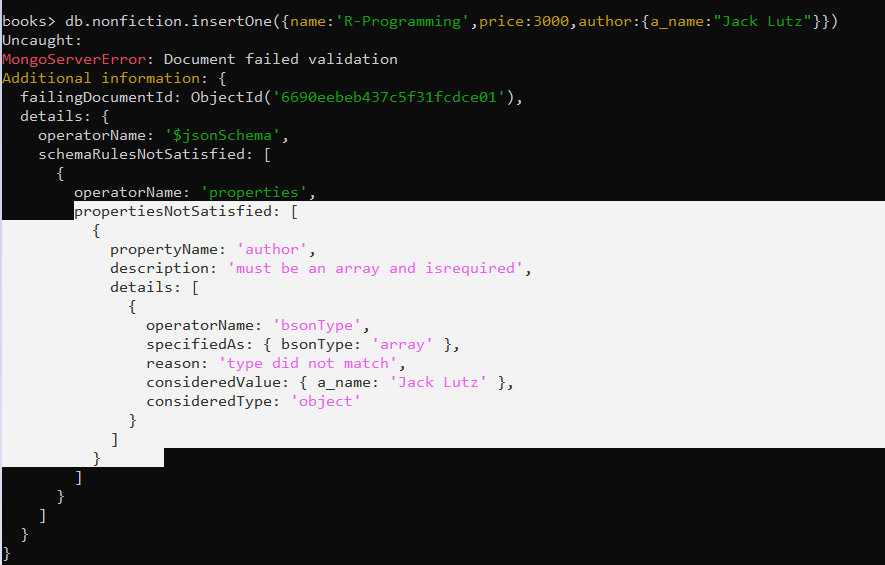 books> db.nonfiction.insertOne({name:'R-Programming',price:3000,author:{a_name:"Jack Lutz"}})
Uncaught:
MongoServerError: Document failed validation
Additional information: {
  failingDocumentId: ObjectId('6690eebeb437c5f31fcdce01'),
  details: {
    operatorName: '$jsonSchema',
    schemaRulesNotSatisfied: [
      {
        operatorName: 'properties',
        propertiesNotSatisfied: [
          {
            propertyName: 'author',
            description: 'must be an array and isrequired',
            details: [
              {
                operatorName: 'bsonType',
                specifiedAs: { bsonType: 'array' },
                reason: 'type did not match',
                consideredValue: { a_name: 'Jack Lutz' },
                consideredType: 'object'
              }
            ]
          }
        ]
      }
    ]
  }
}